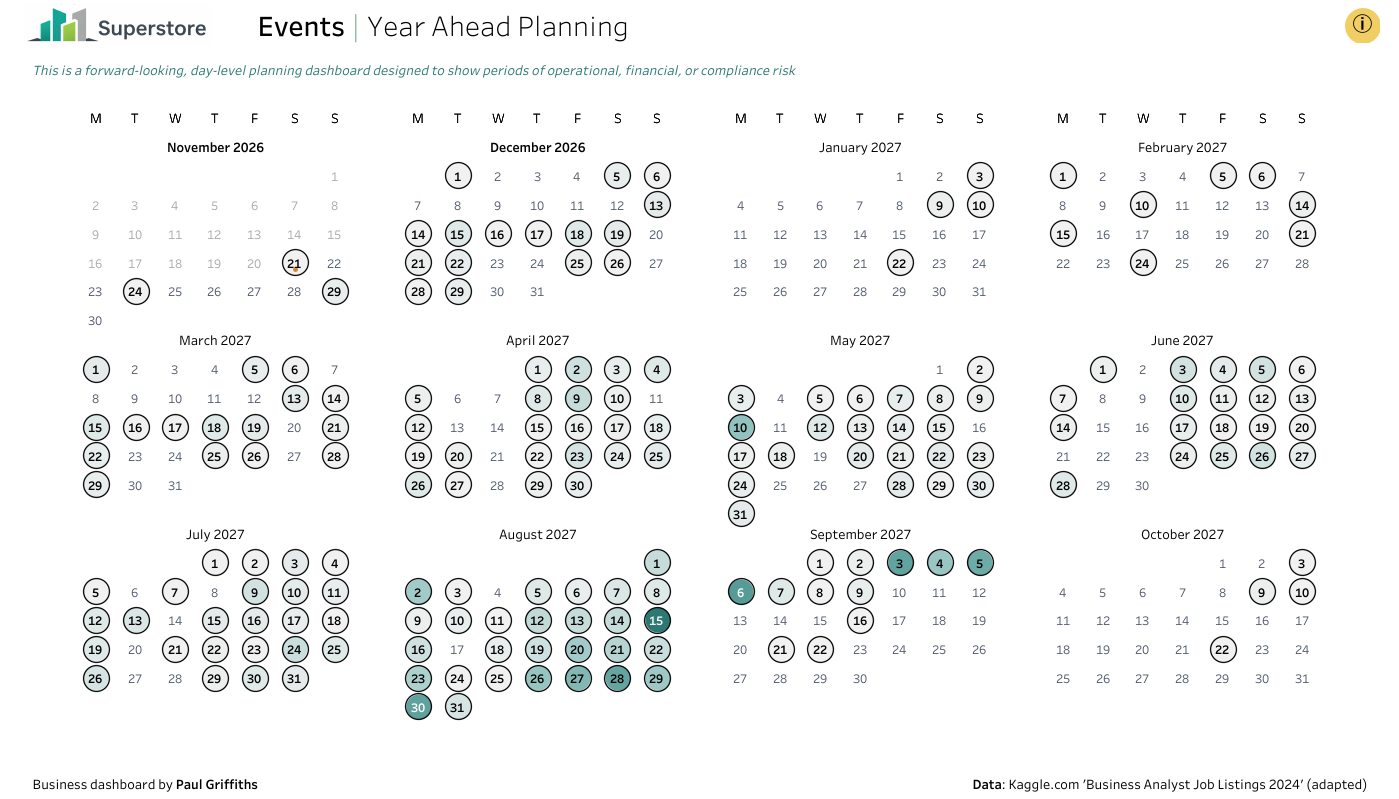 Superstore
Events | Year Ahead Planning
i
This is a forward-looking, day-level planning dashboard designed to show periods of operational, financial, or compliance risk
M T W T F S S
November 2026
1
2 3 4 5 6 7 8
9 10 11 12 13 14 15
16 17 18 19 20 21 22
23 24 25 26 27 28 29
30
M T W T F S S
December 2026
1 2 3 4 5 6
7 8 9 10 11 12 13
14 15 16 17 18 19 20
21 22 23 24 25 26 27
28 29 30 31
M T W T F S S
January 2027
1 2 3
4 5 6 7 8 9 10
11 12 13 14 15 16 17
18 19 20 21 22 23 24
25 26 27 28 29 30 31
M T W T F S S
February 2027
1 2 3 4 5 6 7
8 9 10 11 12 13 14
15 16 17 18 19 20 21
22 23 24 25 26 27 28
March 2027
1 2 3 4 5 6 7
8 9 10 11 12 13 14
15 16 17 18 19 20 21
22 23 24 25 26 27 28
29 30 31
April 2027
1 2 3 4
5 6 7 8 9 10 11
12 13 14 15 16 17 18
19 20 21 22 23 24 25
26 27 28 29 30
May 2027
1 2
3 4 5 6 7 8 9
10 11 12 13 14 15 16
17 18 19 20 21 22 23
24 25 26 27 28 29 30
31
June 2027
1 2 3 4 5 6
7 8 9 10 11 12 13
14 15 16 17 18 19 20
21 22 23 24 25 26 27
28 29 30
July 2027
1 2 3 4
5 6 7 8 9 10 11
12 13 14 15 16 17 18
19 20 21 22 23 24 25
26 27 28 29 30 31
August 2027
1
2 3 4 5 6 7 8
9 10 11 12 13 14 15
16 17 18 19 20 21 22
23 24 25 26 27 28 29
30 31
September 2027
1 2 3 4 5
6 7 8 9 10 11 12
13 14 15 16 17 18 19
20 21 22 23 24 25 26
27 28 29 30
October 2027
1 2 3
4 5 6 7 8 9 10
11 12 13 14 15 16 17
18 19 20 21 22 23 24
25 26 27 28 29 30 31
Business dashboard by Paul Griffiths
Data: Kaggle.com 'Business Analyst Job Listings 2024' (adapted)